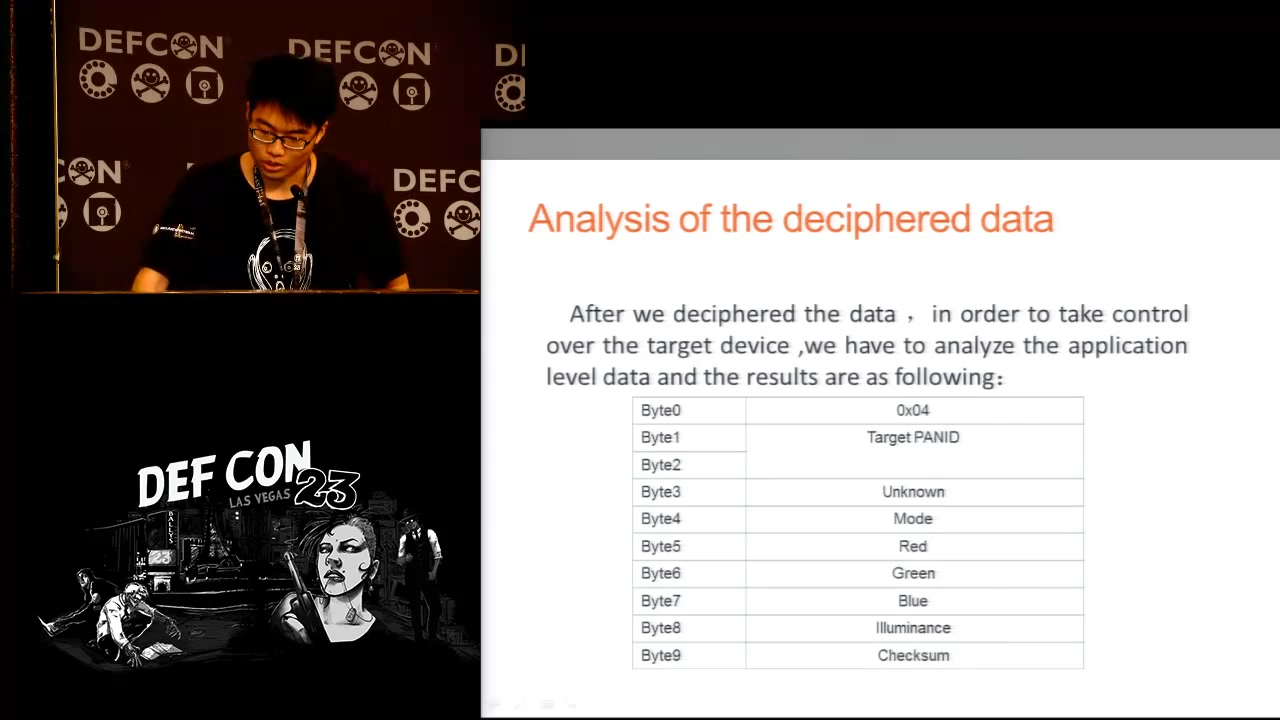 DEFCON
DEFCON
DE
CON
DEFC
DEF CON
LAS VEGAS 23
BALLYS
Analysis of the deciphered data
After we deciphered the data ，in order to take control
over the target device ,we have to analyze the application
level data and the results are as following：
Byte0 0x04
Byte1 Target PANID
Byte2
Byte3 Unknown
Byte4 Mode
Byte5 Red
Byte6 Green
Byte7 Blue
Byte8 Illuminance
Byte9 Checksum